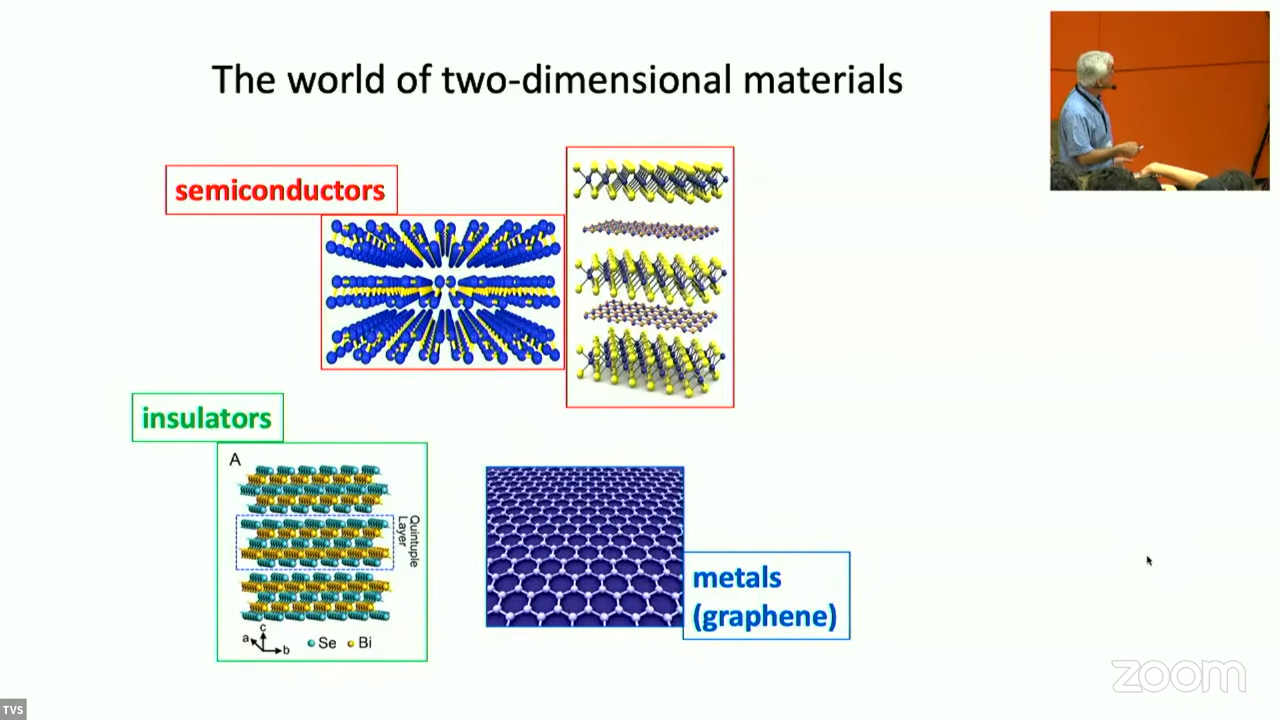 The world of two-dimensional materials
semiconductors
insulators
A
Quintuple
Layer
c
a
b
Se
Bi
metals
(graphene)
zoom
TVS